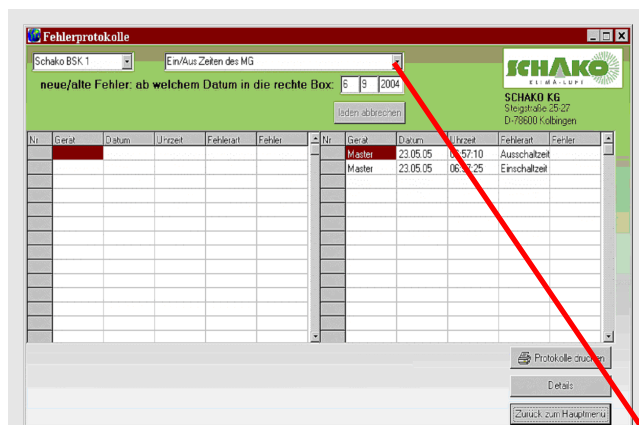 Fehlerprotokolle
Schako BSK 1 Ein/Aus Zeiten des MG
neue/alte Fehler: ab welchem Datum in die rechte Box: 6 9 2004
laden abbrechen
SCHAKO
KLIMA-LUFT
SCHAKO KG
Steigstraße 25-27
D-78600 Kolbingen
Nr Gerät Datum Uhrzeit Fehlerart Fehler Nr Gerät Datum Uhrzeit Fehlerart Fehler
Master 23.05.05 :57:10 Ausschaltzeit
Master 23.05.05 06:57:25 Einschaltzeit
Protokolle drucken
Details
Zurück zum Hauptmenü